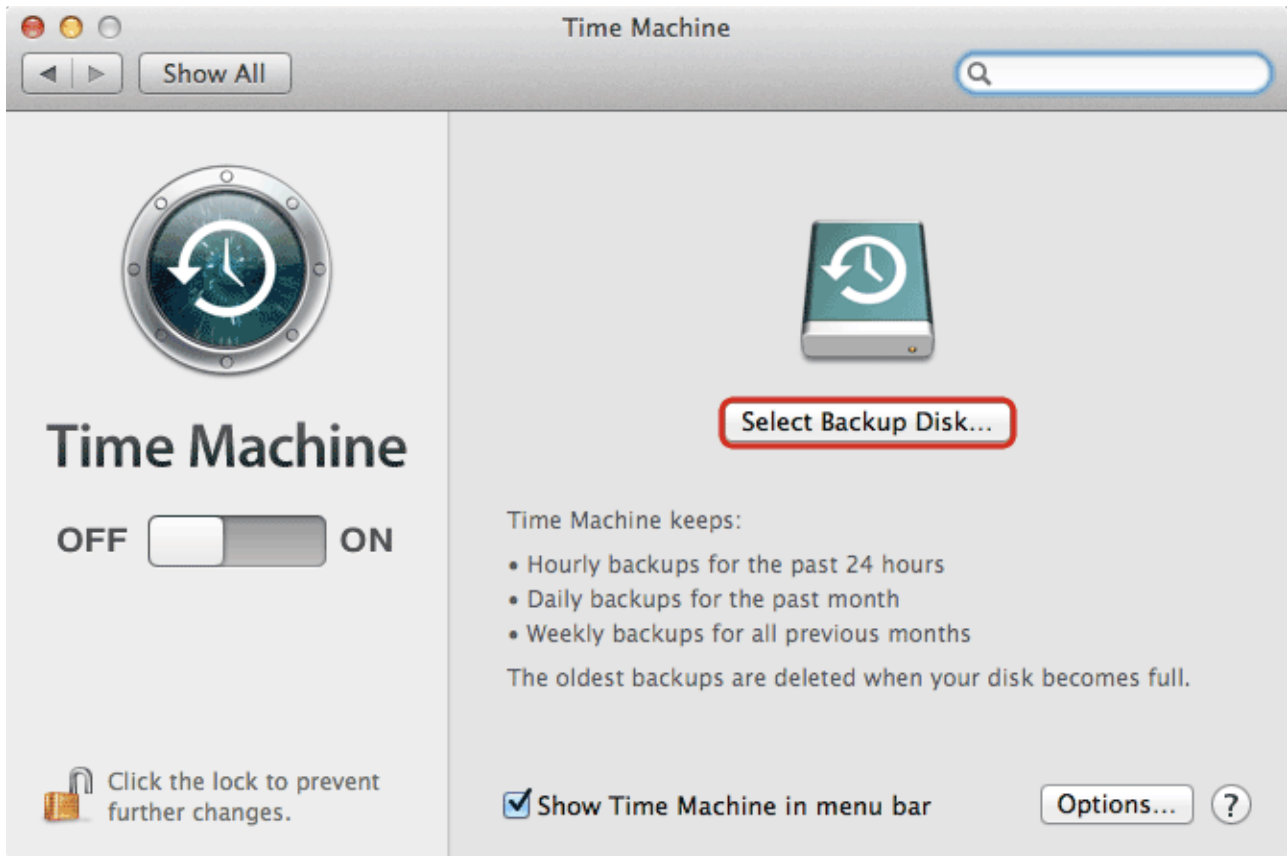 Time Machine
Show All
Time Machine
OFF ON
Select Backup Disk...
Time Machine keeps:
• Hourly backups for the past 24 hours
• Daily backups for the past month
• Weekly backups for all previous months
The oldest backups are deleted when your disk becomes full.
Click the lock to prevent
further changes.
Show Time Machine in menu bar
Options... ?